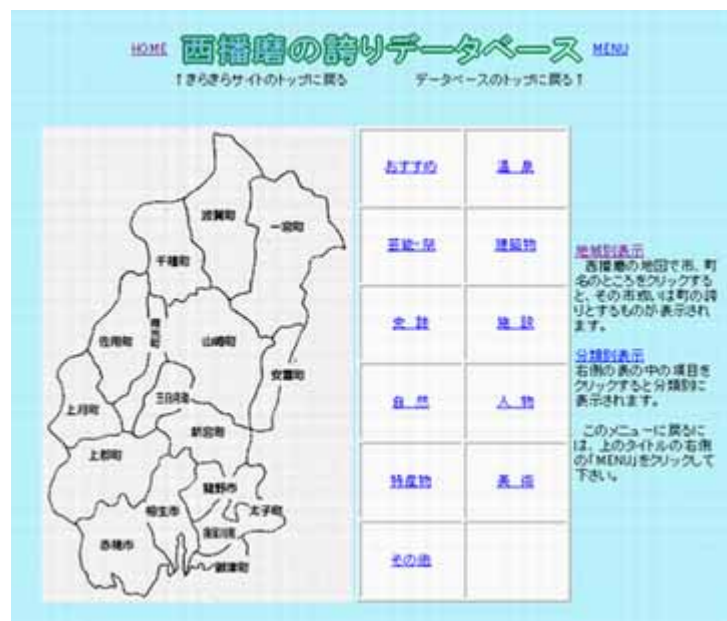 HOME 西播磨の誇りデータベース MENU
↑きらきらサイトのトップに戻る データベースのトップに戻る↑
波賀町
一宮町
千種町
佐用町
南光町
山崎町
安富町
三日月町
上月町
新宮町
上郡町
龍野市
相生市
太子町
揖保川町
赤穂市
御津町
おすすめ 温 泉
芸能・祭 建築物
史 跡 施 設
自 然 人 物
特産物 美 術
その他
地域別表示
西播磨の地図で市、町
名のところをクリックする
と、その市或いは町の誇
りとするものが表示され
ます。
分類別表示
右側の表の中の項目を
クリックすると分類別に
表示されます。
このメニューに戻るに
は、上のタイトルの右側
の「MENU」をクリックして
下さい。